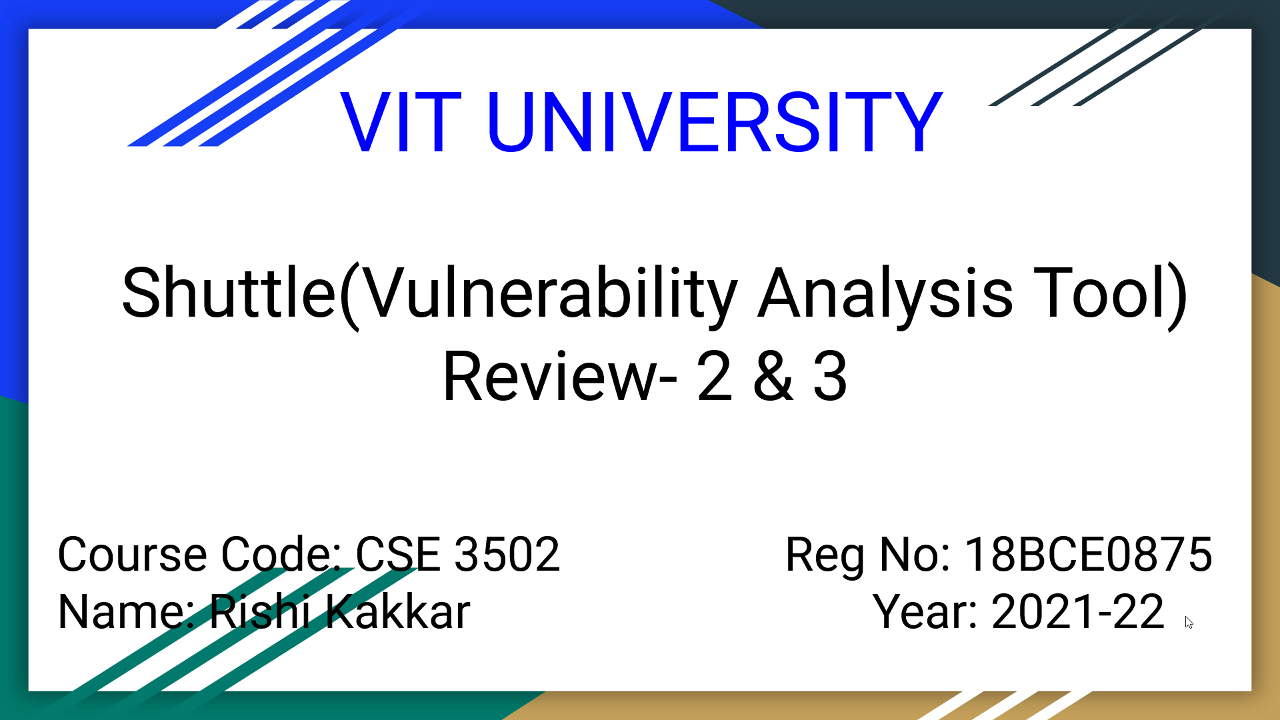 VIT UNIVERSITY
Shuttle(Vulnerability Analysis Tool)
Review- 2 & 3
Course Code: CSE 3502
Name: Rishi Kakkar
Reg No: 18BCE0875
Year: 2021-22